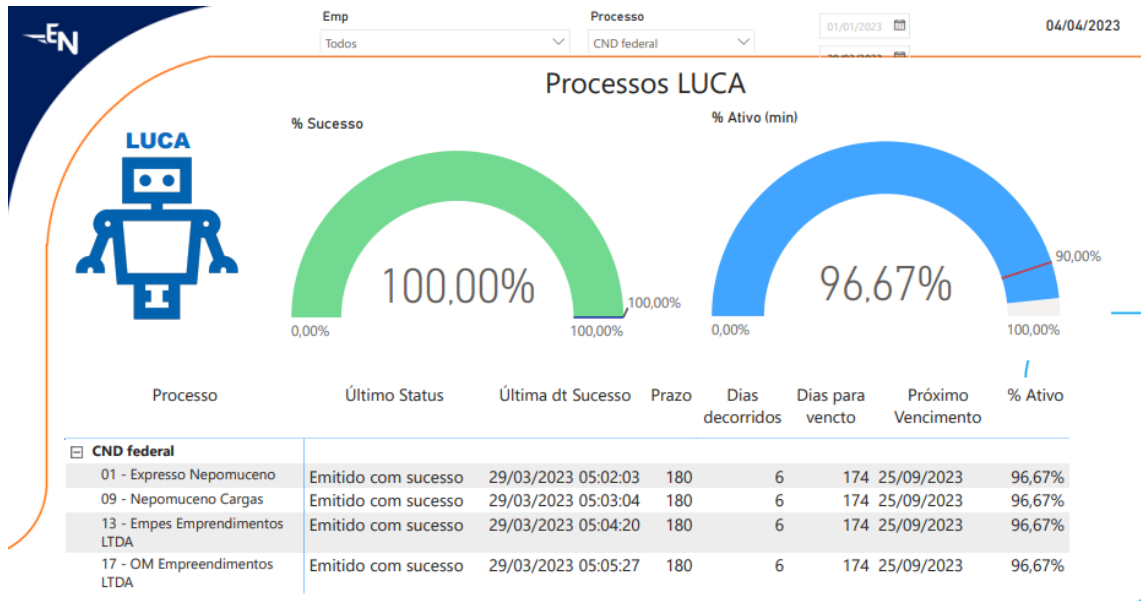 EN
Emp
Processo
Todos
CND federal
01/01/2023
04/04/2023
Processos LUCA
LUCA
% Sucesso
% Ativo (min)
100,00%
100,00%
0,00%
100,00%
96,67%
90,00%
0,00%
100,00%
Processo Último Status Última dt Sucesso Prazo Dias decorridos Dias para vencto Próximo Vencimento % Ativo
CND federal
01 - Expresso Nepomuceno Emitido com sucesso 29/03/2023 05:02:03 180 6 174 25/09/2023 96,67%
09 - Nepomuceno Cargas Emitido com sucesso 29/03/2023 05:03:04 180 6 174 25/09/2023 96,67%
13 - Empes Emprendimentos LTDA Emitido com sucesso 29/03/2023 05:04:20 180 6 174 25/09/2023 96,67%
17 - OM Empreendimentos LTDA Emitido com sucesso 29/03/2023 05:05:27 180 6 174 25/09/2023 96,67%